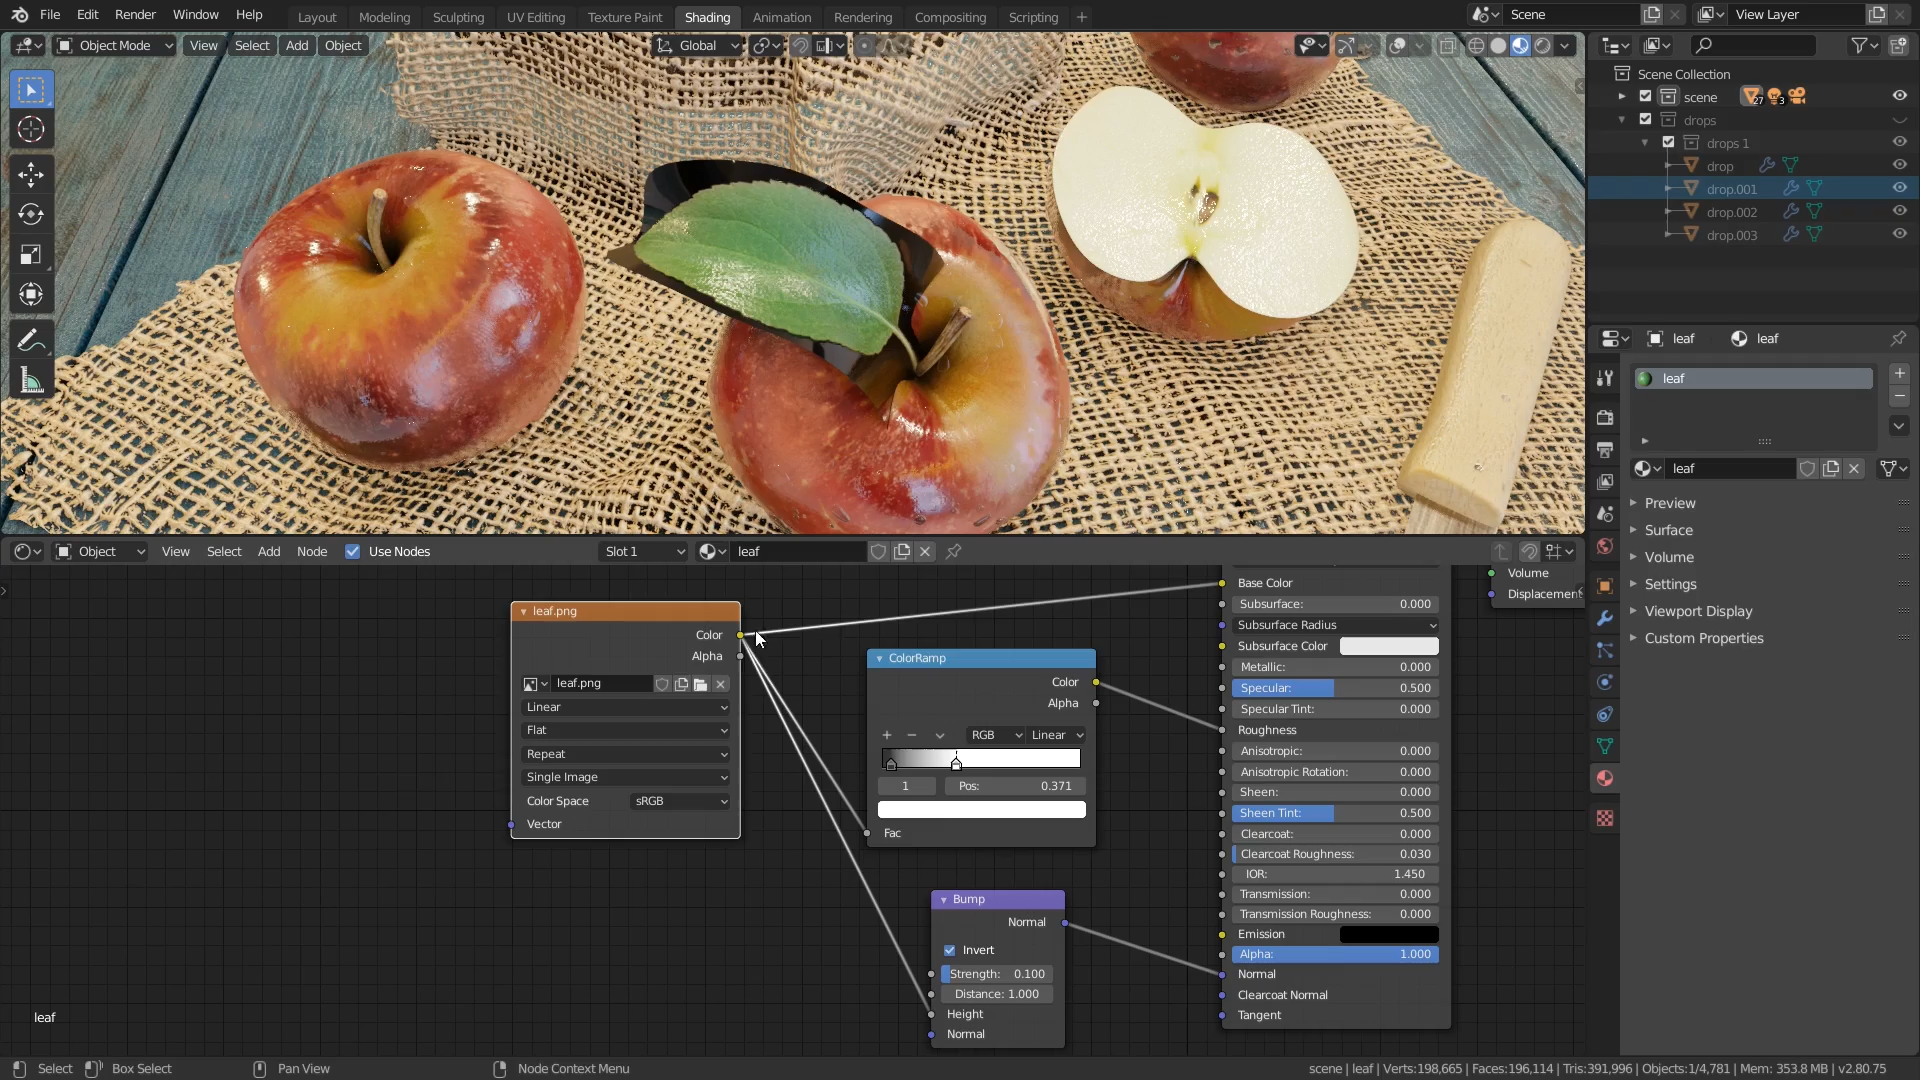 File Edit Render Window Help Layout Modeling Sculpting UV Editing Texture Paint Shading Animation Rendering Compositing Scripting + Scene View Layer
Object Mode View Select Add Object Global
Scene Collection
scene 27 3
drops
drops 1
drop
drop.001
drop.002
drop.003
leaf leaf
leaf
leaf
Preview
Surface
Volume
Settings
Viewport Display
Custom Properties
Object View Select Add Node Use Nodes Slot 1 leaf
leaf.png
Color
Alpha
leaf.png
Linear
Flat
Repeat
Single Image
Color Space sRGB
Vector
ColorRamp
Color
Alpha
RGB Linear
1 Pos: 0.371
Fac
Bump
Normal
Invert
Strength: 0.100
Distance: 1.000
Height
Normal
Base Color
Subsurface: 0.000
Subsurface Radius
Subsurface Color
Metallic: 0.000
Specular: 0.500
Specular Tint: 0.000
Roughness
Anisotropic: 0.000
Anisotropic Rotation: 0.000
Sheen: 0.000
Sheen Tint: 0.500
Clearcoat: 0.000
Clearcoat Roughness: 0.030
IOR: 1.450
Transmission: 0.000
Transmission Roughness: 0.000
Emission
Alpha: 1.000
Normal
Clearcoat Normal
Tangent
Volume
Displacement
leaf
Select Box Select Pan View Node Context Menu scene | leaf | Verts:198,665 | Faces:196,114 | Tris:391,996 | Objects:1/4,781 | Mem: 353.8 MB | v2.80.75